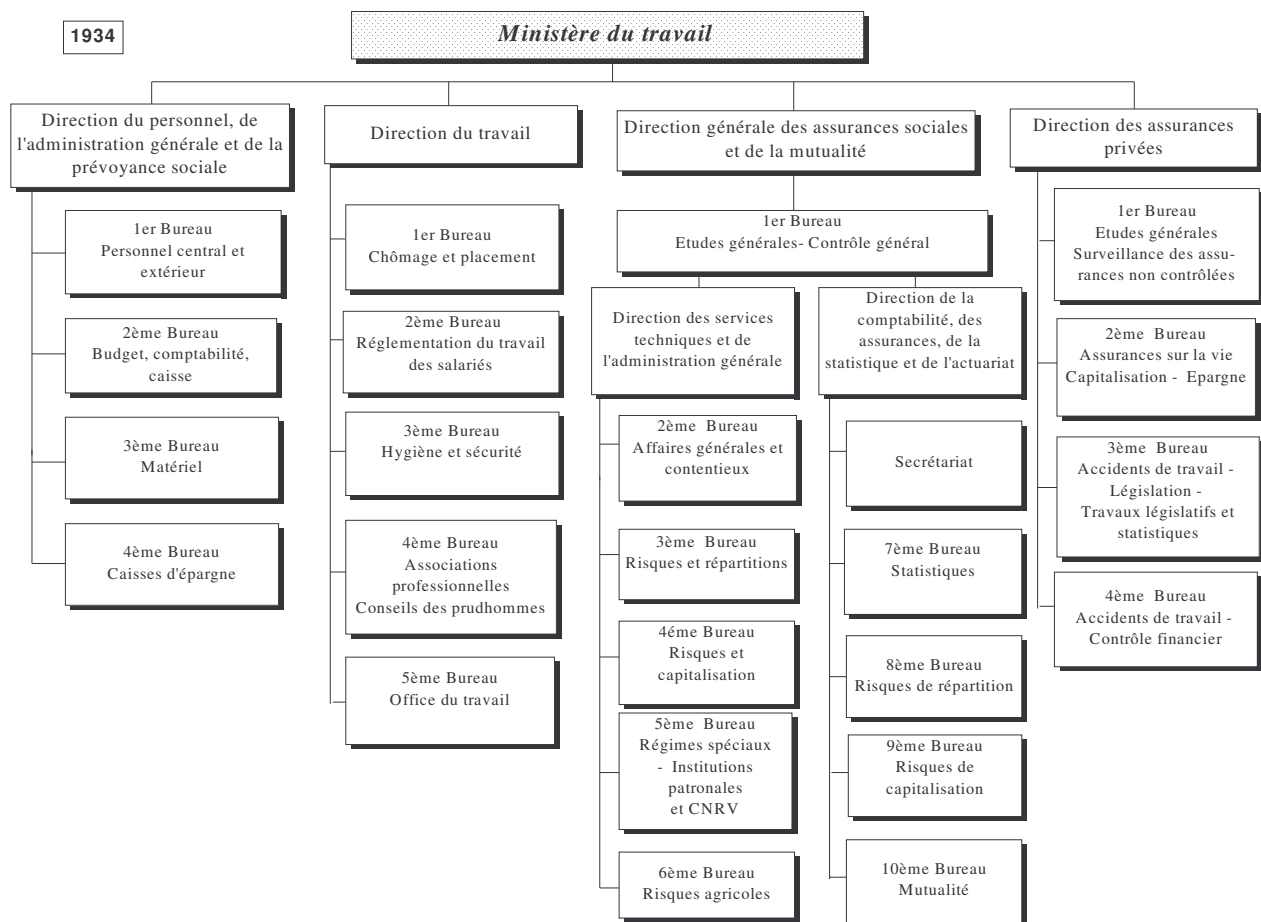 1934
Ministère du travail
Direction du personnel, de
l'administration générale et de la
prévoyance sociale
1er Bureau
Personnel central et
extérieur
2ème Bureau
Budget, comptabilité,
caisse
3ème Bureau
Matériel
4ème Bureau
Caisses d'épargne
Direction du travail
1er Bureau
Chômage et placement
2ème Bureau
Réglementation du travail
des salariés
3ème Bureau
Hygiène et sécurité
4ème Bureau
Associations
professionnelles
Conseils des prudhommes
5ème Bureau
Office du travail
Direction générale des assurances sociales
et de la mutualité
1er Bureau
Etudes générales- Contrôle général
Direction des services
techniques et de
l'administration générale
2ème Bureau
Affaires générales et
contentieux
3ème Bureau
Risques et répartitions
4éme Bureau
Risques et
capitalisation
5ème Bureau
Régimes spéciaux
- Institutions
patronales
et CNRV
6ème Bureau
Risques agricoles
Direction de la
comptabilité, des
assurances, de la
statistique et de l'actuariat
Secrétariat
7ème Bureau
Statistiques
8ème Bureau
Risques de répartition
9ème Bureau
Risques de
capitalisation
10ème Bureau
Mutualité
Direction des assurances
privées
1er Bureau
Etudes générales
Surveillance des assu-
rances non contrôlées
2ème Bureau
Assurances sur la vie
Capitalisation - Epargne
3ème Bureau
Accidents de travail -
Législation -
Travaux législatifs et
statistiques
4ème Bureau
Accidents de travail -
Contrôle financier